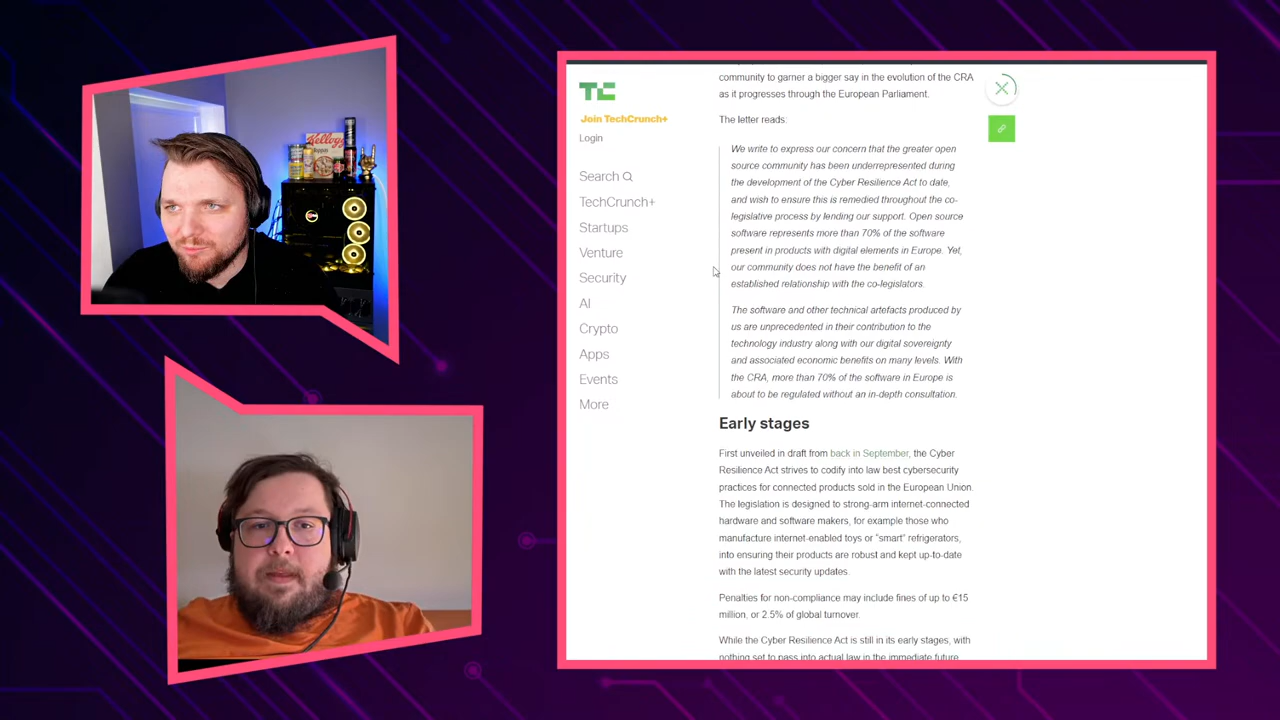 Kellogg's
TC
Join TechCrunch+
Login
Search
TechCrunch+
Startups
Venture
Security
AI
Crypto
Apps
Events
More
community to garner a bigger say in the evolution of the CRA
as it progresses through the European Parliament.
The letter reads:
We write to express our concern that the greater open
source community has been underrepresented during
the development of the Cyber Resilience Act to date,
and wish to ensure this is remedied throughout the co-
legislative process by lending our support. Open source
software represents more than 70% of the software
present in products with digital elements in Europe. Yet,
our community does not have the benefit of an
established relationship with the co-legislators.
The software and other technical artefacts produced by
us are unprecedented in their contribution to the
technology industry along with our digital sovereignty
and associated economic benefits on many levels. With
the CRA, more than 70% of the software in Europe is
about to be regulated without an in-depth consultation.
Early stages
First unveiled in draft from back in September, the Cyber
Resilience Act strives to codify into law best cybersecurity
practices for connected products sold in the European Union.
The legislation is designed to strong-arm internet-connected
hardware and software makers, for example those who
manufacture internet-enabled toys or “smart” refrigerators,
into ensuring their products are robust and kept up-to-date
with the latest security updates.
Penalties for non-compliance may include fines of up to €15
million, or 2.5% of global turnover.
While the Cyber Resilience Act is still in its early stages, with
nothing set to pass into actual law in the immediate future